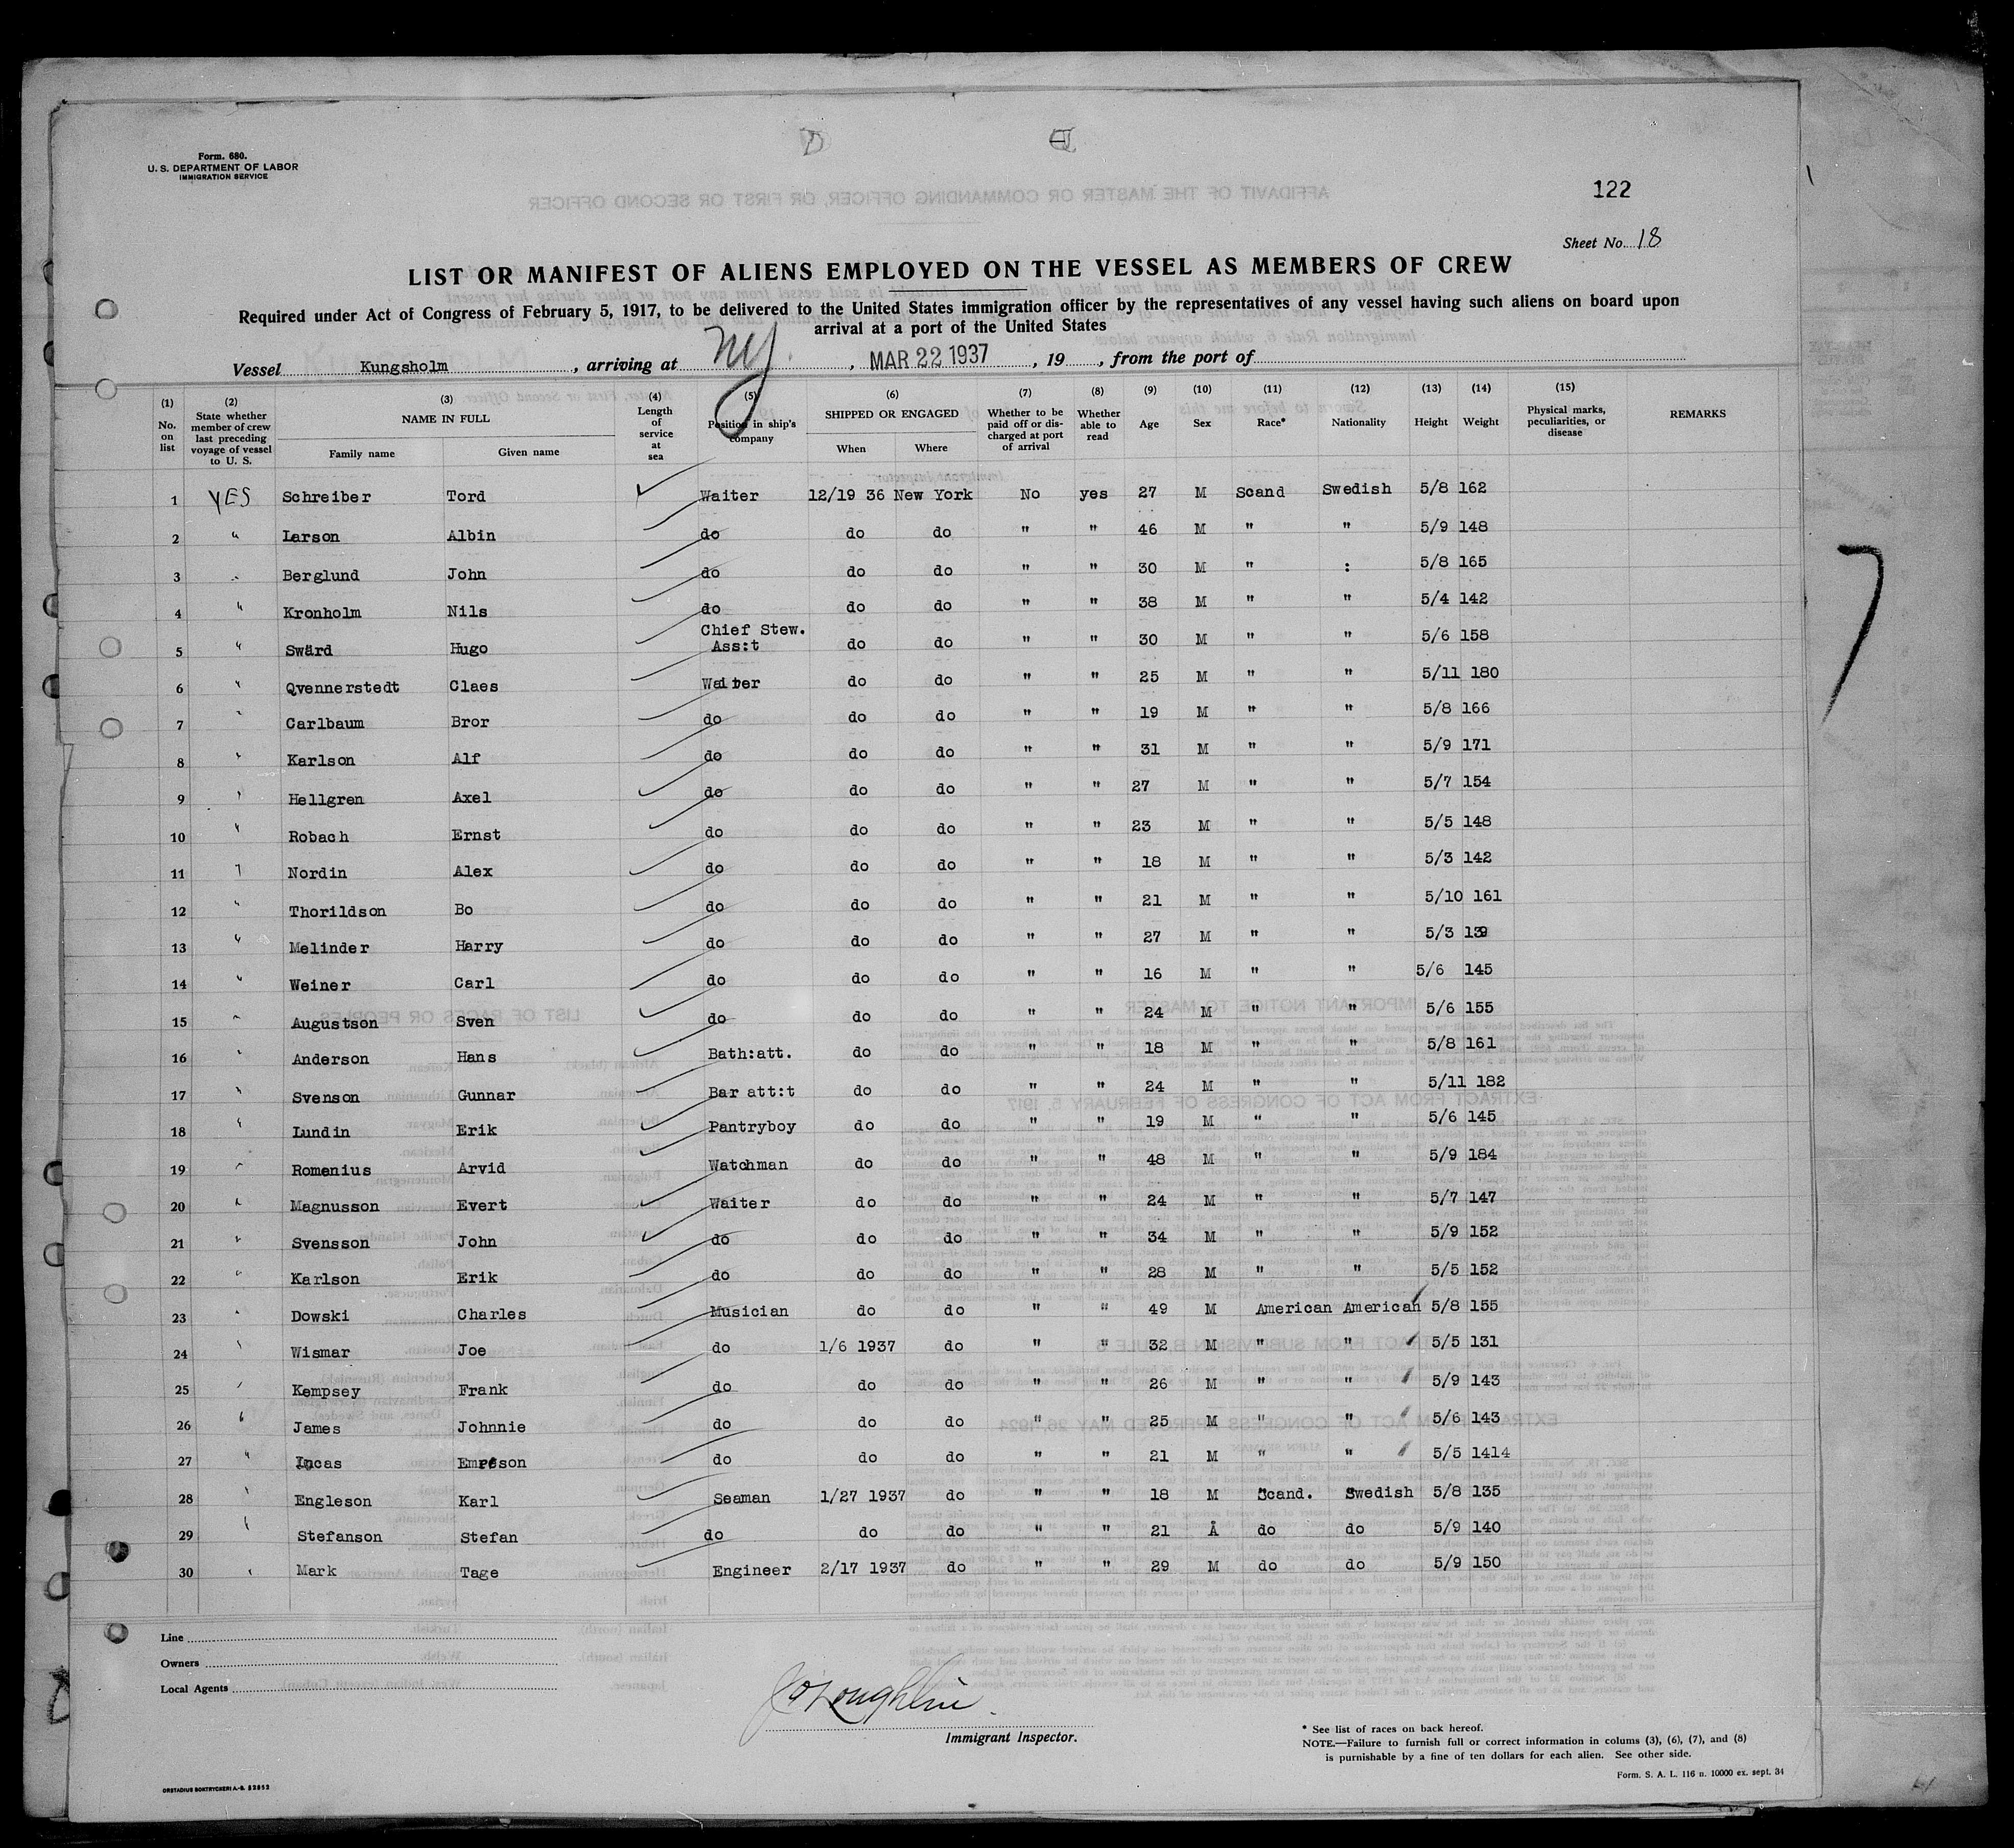 Form. 680.
U. S. DEPARTMENT OF LABOR
IMMIGRATION SERVICE
122
Sheet No. 18
LIST OR MANIFEST OF ALIENS EMPLOYED ON THE VESSEL AS MEMBERS OF CREW
Required under Act of Congress of February 5, 1917, to be delivered to the United States immigration officer by the representatives of any vessel having such aliens on board upon
arrival at a port of the United States
Vessel Kungsholm, arriving at NY, MAR 22 1937, 19, from the port of
(1) No. on list (2) State whether member of crew last preceding voyage of vessel to U. S. (3) NAME IN FULL Family name Given name (4) Length of service at sea (5) Position in ship's company (6) SHIPPED OR ENGAGED When Where (7) Whether to be paid off or discharged at port of arrival (8) Whether able to read (9) Age (10) Sex (11) Race* (12) Nationality (13) Height (14) Weight (15) Physical marks, peculiarities, or disease REMARKS
1 YES Schreiber Tord Waiter 12/19 36 New York No yes 27 M Scand Swedish 5/8 162
2 " Larson Albin do do do " " 46 M " " 5/9 148
3 " Berglund John do do do " " 30 M " : 5/8 165
4 " Kronholm Nils do do do " " 38 M " " 5/4 142
5 " Swärd Hugo Chief Stew. Ass:t do do " " 30 M " " 5/6 158
6 " Qvennerstedt Claes Waiter do do " " 25 M " " 5/11 180
7 " Carlbaum Bror do do do " " 19 M " " 5/8 166
8 " Karlson Alf do do do " " 31 M " " 5/9 171
9 " Hellgren Axel do do do " " 27 M " " 5/7 154
10 " Robach Ernst do do do " " 23 M " " 5/5 148
11 " Nordin Alex do do do " " 18 M " " 5/3 142
12 " Thorildson Bo do do do " " 21 M " " 5/10 161
13 " Melinder Harry do do do " " 27 M " " 5/3 139
14 " Weiner Carl do do do " " 16 M " " 5/6 145
15 " Augustson Sven do do do " " 24 M " " 5/6 155
16 " Anderson Hans Bath:att. do do " " 18 M " " 5/8 161
17 " Svenson Gunnar Bar att:t do do " " 24 M " " 5/11 182
18 " Lundin Erik Pantryboy do do " " 19 M " " 5/6 145
19 " Romenius Arvid Watchman do do " " 48 M " " 5/9 184
20 " Magnusson Evert Waiter do do " " 24 M " " 5/7 147
21 " Svensson John do do do " " 34 M " " 5/9 152
22 " Karlson Erik do do do " " 28 M " " 5/5 152
23 " Dowski Charles Musician do do " " 49 M American American 5/8 155
24 " Wismar Joe do 1/6 1937 do " " 32 M " " 5/5 131
25 " Kempsey Frank do do do " " 26 M " " 5/9 143
26 " James Johnnie do do do " " 25 M " " 5/6 143
27 " Lucas do do do " " 21 M " " 5/5 1414
28 " Engleson Karl Seaman 1/27 1937 do " " 18 M Scand. Swedish 5/8 135
29 " Stefanson Stefan do do do " " 21 Å do do 5/9 140
30 " Mark Tage Engineer 2/17 1937 do " " 29 M do do 5/9 150
Line
Owners
Local Agents
J O'Loughlin
Immigrant Inspector.
* See list of races on back hereof.
NOTE.—Failure to furnish full or correct information in colums (3), (6), (7), and (8)
is punishable by a fine of ten dollars for each alien. See other side.
Form. S. A. L. 116 n. 10000 ex. sept. 34
ORSTADIUS BOKTRYCKERI A.-B. 52952